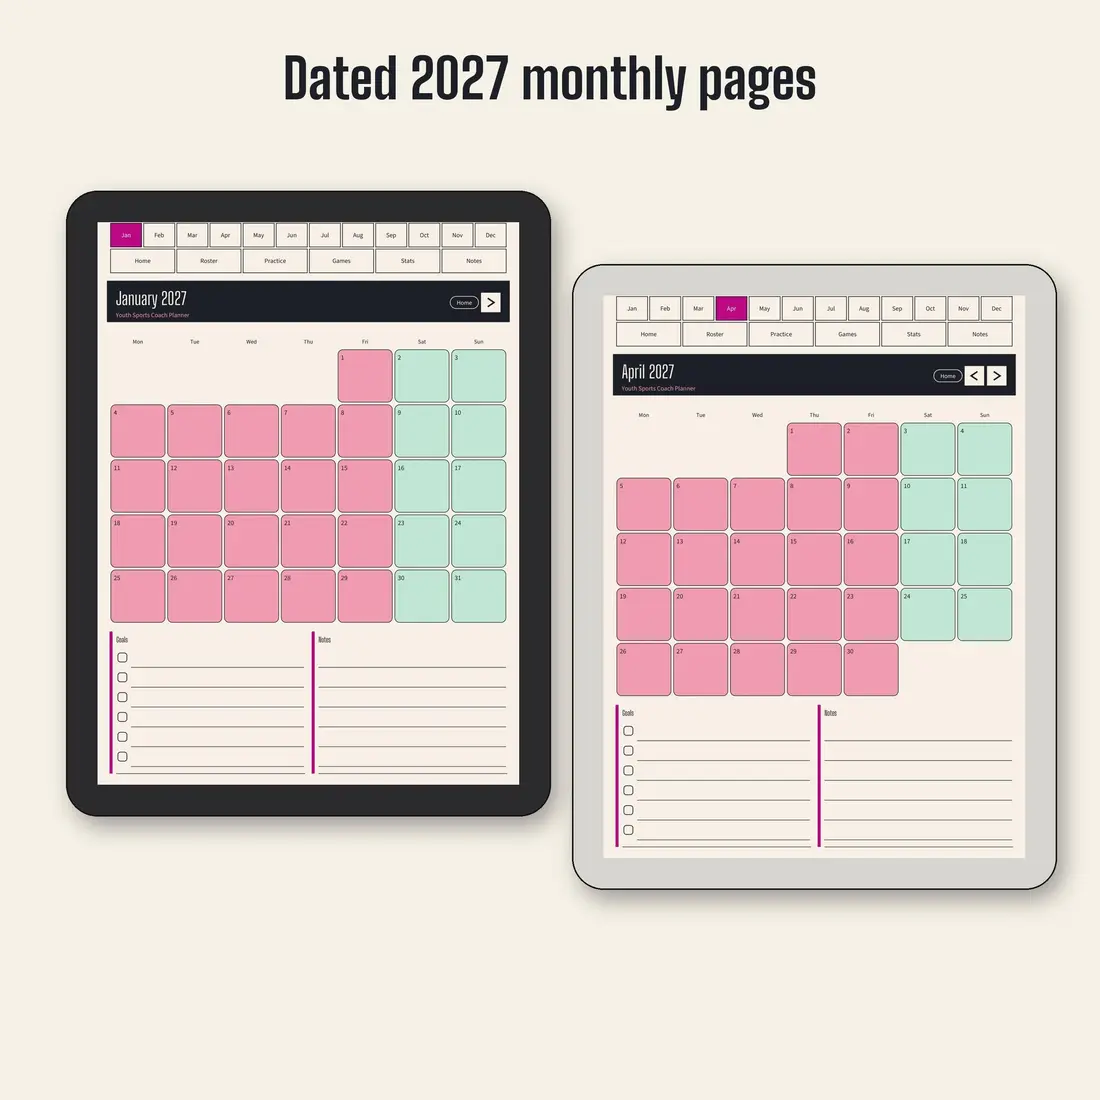 Dated 2027 monthly pages
Jan Feb Mar Apr May Jun Jul Aug Sep Oct Nov Dec
Home Roster Practice Games Stats Notes
January 2027
Home >
Youth Sports Coach Planner
Mon Tue Wed Thu Fri Sat Sun
1 2 3
4 5 6 7 8 9 10
11 12 13 14 15 16 17
18 19 20 21 22 23 24
25 26 27 28 29 30 31
Goals Notes
Jan Feb Mar Apr May Jun Jul Aug Sep Oct Nov Dec
Home Roster Practice Games Stats Notes
April 2027
Home < >
Youth Sports Coach Planner
Mon Tue Wed Thu Fri Sat Sun
1 2 3 4
5 6 7 8 9 10 11
12 13 14 15 16 17 18
19 20 21 22 23 24 25
26 27 28 29 30
Goals Notes